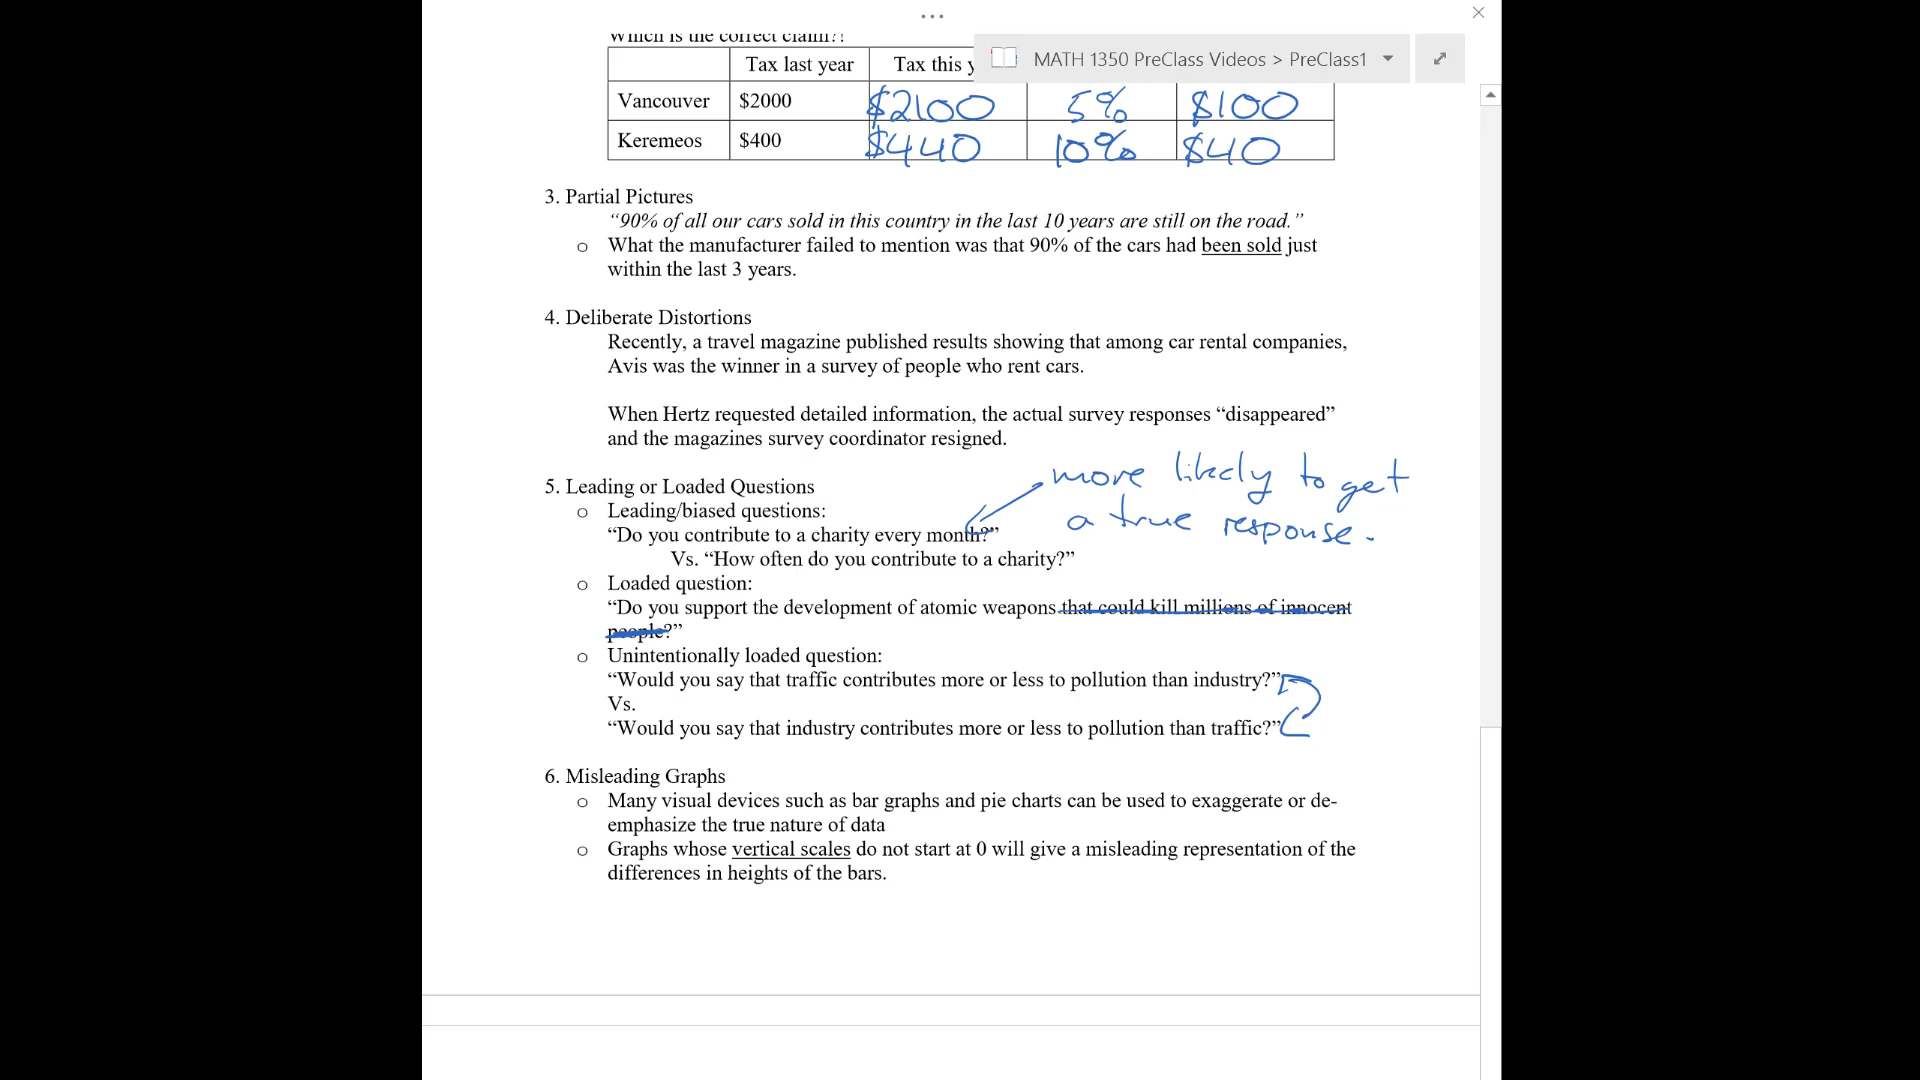 Which is the correct claim?!
MATH 1350 PreClass Videos > PreClass1
Tax last year Tax this y
Vancouver $2000 $2100 5% $100
Keremeos $400 $440 10% $40
3. Partial Pictures
“90% of all our cars sold in this country in the last 10 years are still on the road.”
o What the manufacturer failed to mention was that 90% of the cars had been sold just
within the last 3 years.
4. Deliberate Distortions
Recently, a travel magazine published results showing that among car rental companies,
Avis was the winner in a survey of people who rent cars.
When Hertz requested detailed information, the actual survey responses “disappeared”
and the magazines survey coordinator resigned.
more likely to get
a true response.
5. Leading or Loaded Questions
o Leading/biased questions:
“Do you contribute to a charity every month?”
Vs. “How often do you contribute to a charity?”
o Loaded question:
“Do you support the development of atomic weapons that could kill millions of innocent
people?”
o Unintentionally loaded question:
“Would you say that traffic contributes more or less to pollution than industry?”
Vs.
“Would you say that industry contributes more or less to pollution than traffic?”
6. Misleading Graphs
o Many visual devices such as bar graphs and pie charts can be used to exaggerate or de-
emphasize the true nature of data
o Graphs whose vertical scales do not start at 0 will give a misleading representation of the
differences in heights of the bars.